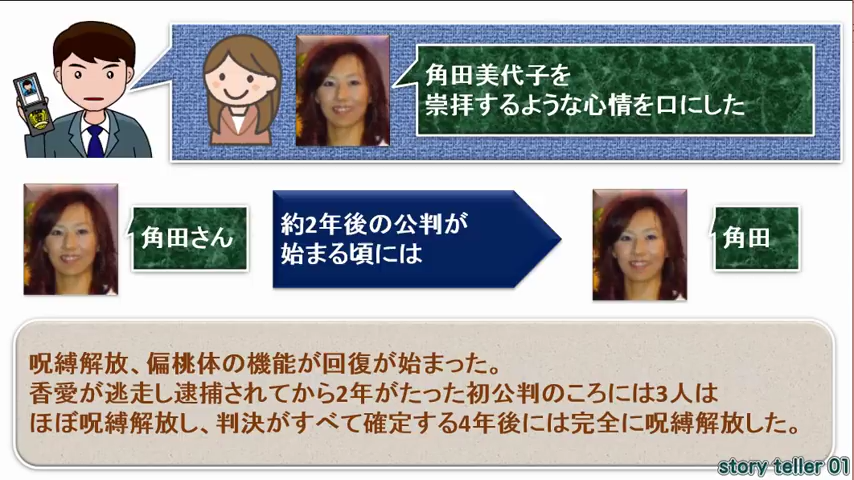 角田美代子を
崇拝するような心情を口にした
角田さん
約2年後の公判が
始まる頃には
角田
呪縛解放、偏桃体の機能が回復が始まった。
香愛が逃走し逮捕されてから2年がたった初公判のころには3人は
ほぼ呪縛解放し、判決がすべて確定する4年後には完全に呪縛解放した。
story teller 01